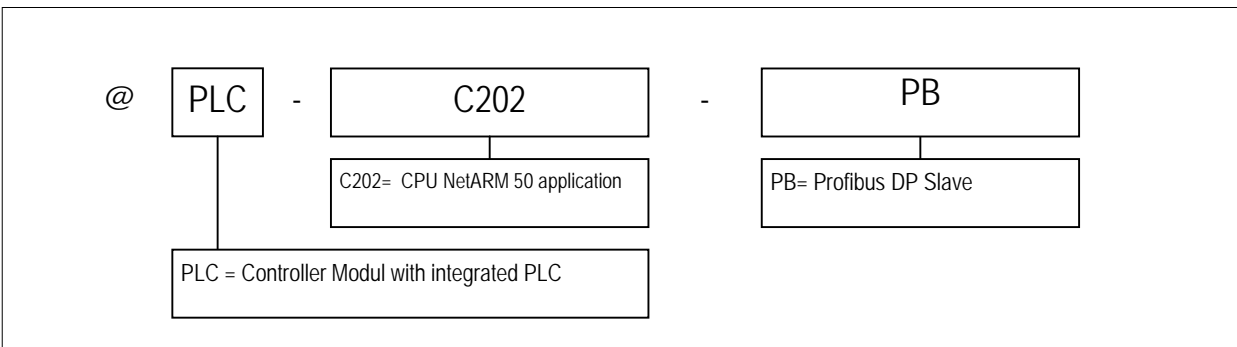 @ PLC - C202 - PB
C202= CPU NetARM 50 application
PB= Profibus DP Slave
PLC = Controller Modul with integrated PLC